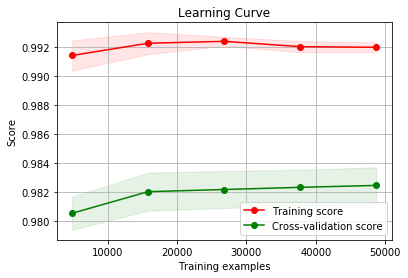 Learning Curve
0.992
0.990
0.988
0.986
0.984
0.982
0.980
Score
10000 20000 30000 40000 50000
Training examples
Training score
Cross-validation score